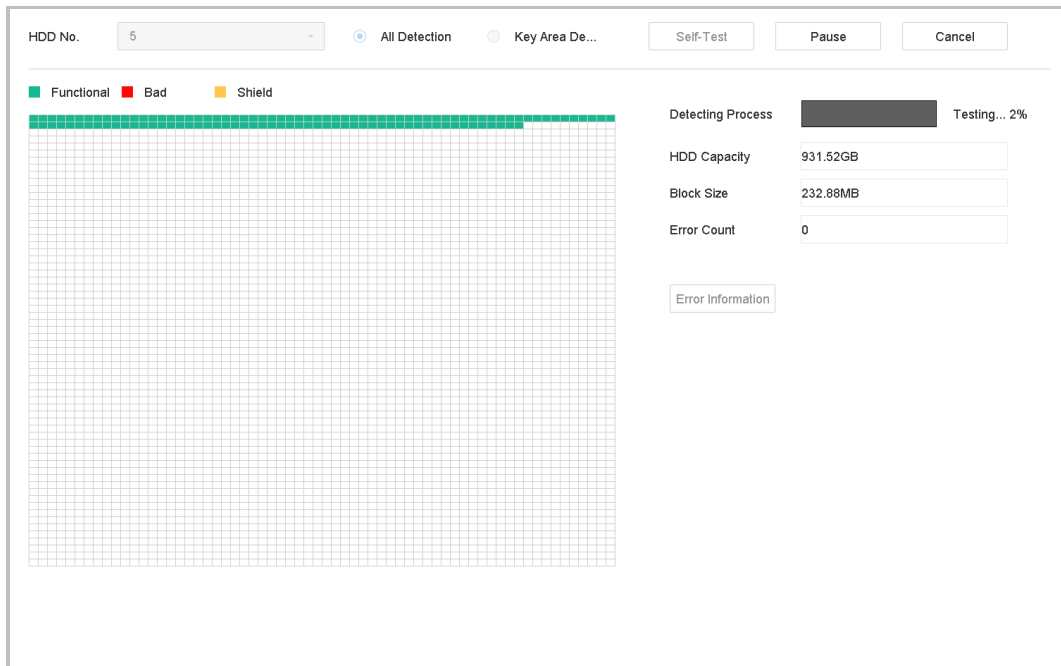 HDD No. 5 All Detection Key Area De... Self-Test Pause Cancel
Functional Bad Shield
Detecting Process Testing... 2%
HDD Capacity 931.52GB
Block Size 232.88MB
Error Count 0
Error Information